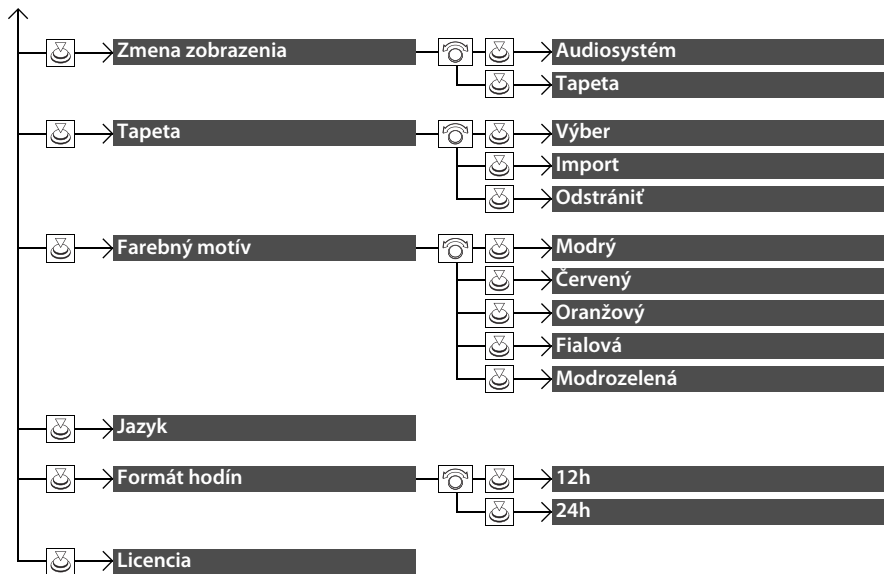 Zmena zobrazenia
Audiosystém
Tapeta
Tapeta
Výber
Import
Odstrániť
Farebný motív
Modrý
Červený
Oranžový
Fialová
Modrozelená
Jazyk
Formát hodín
12h
24h
Licencia